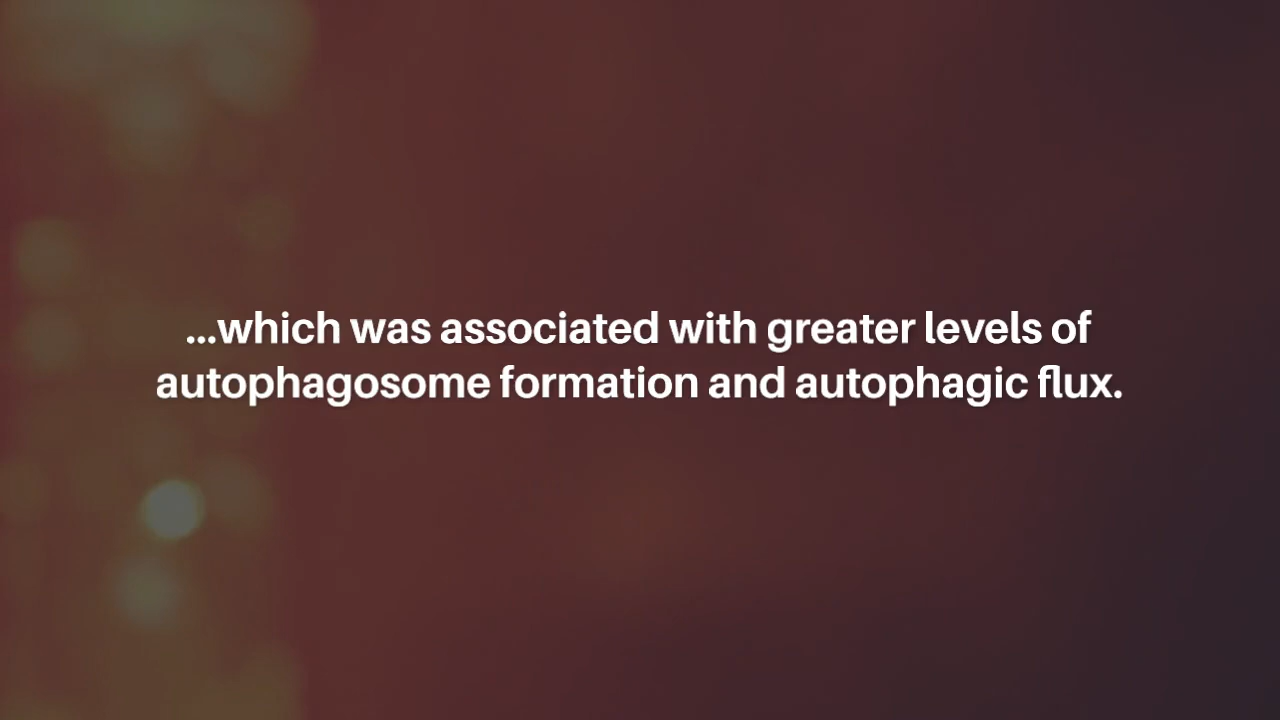 ...which was associated with greater levels of
autophagosome formation and autophagic flux.